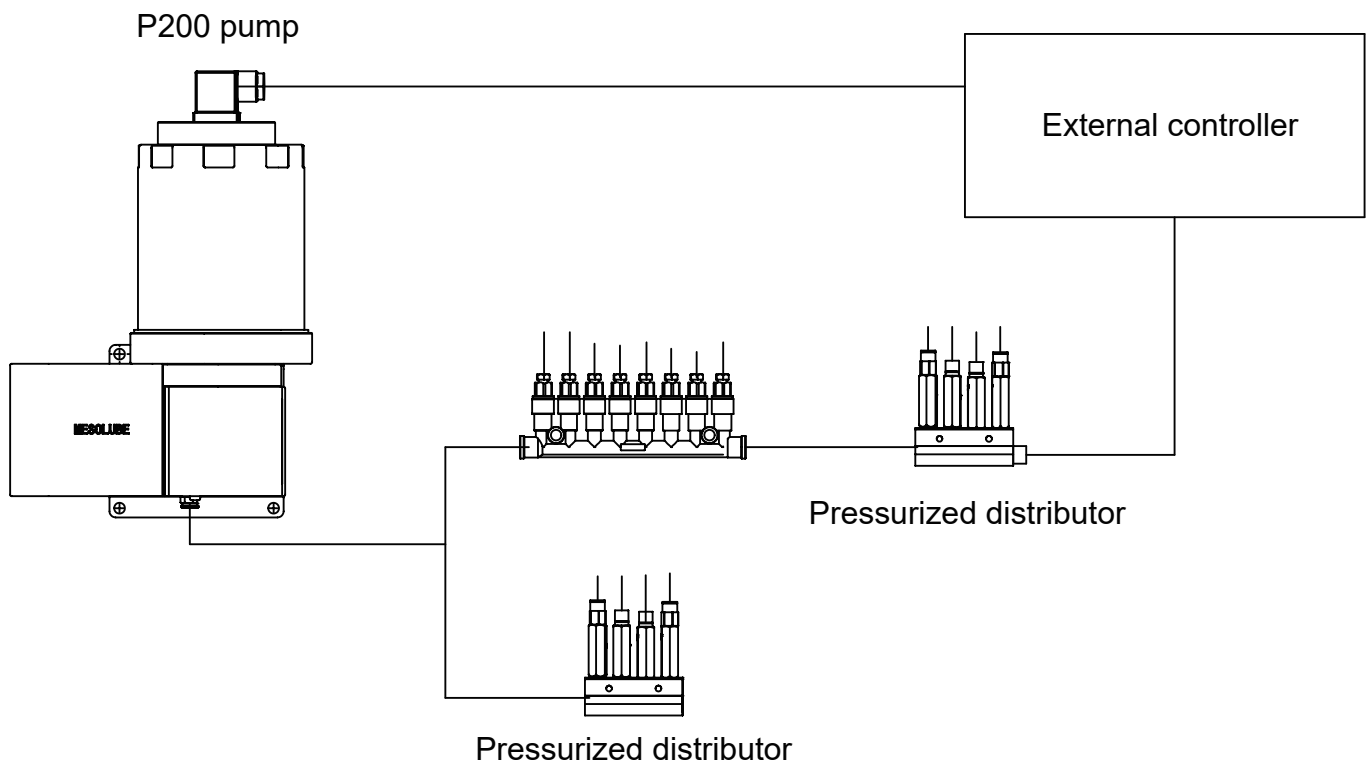 P200 pump
External controller
MESOLUBE
Pressurized distributor
Pressurized distributor